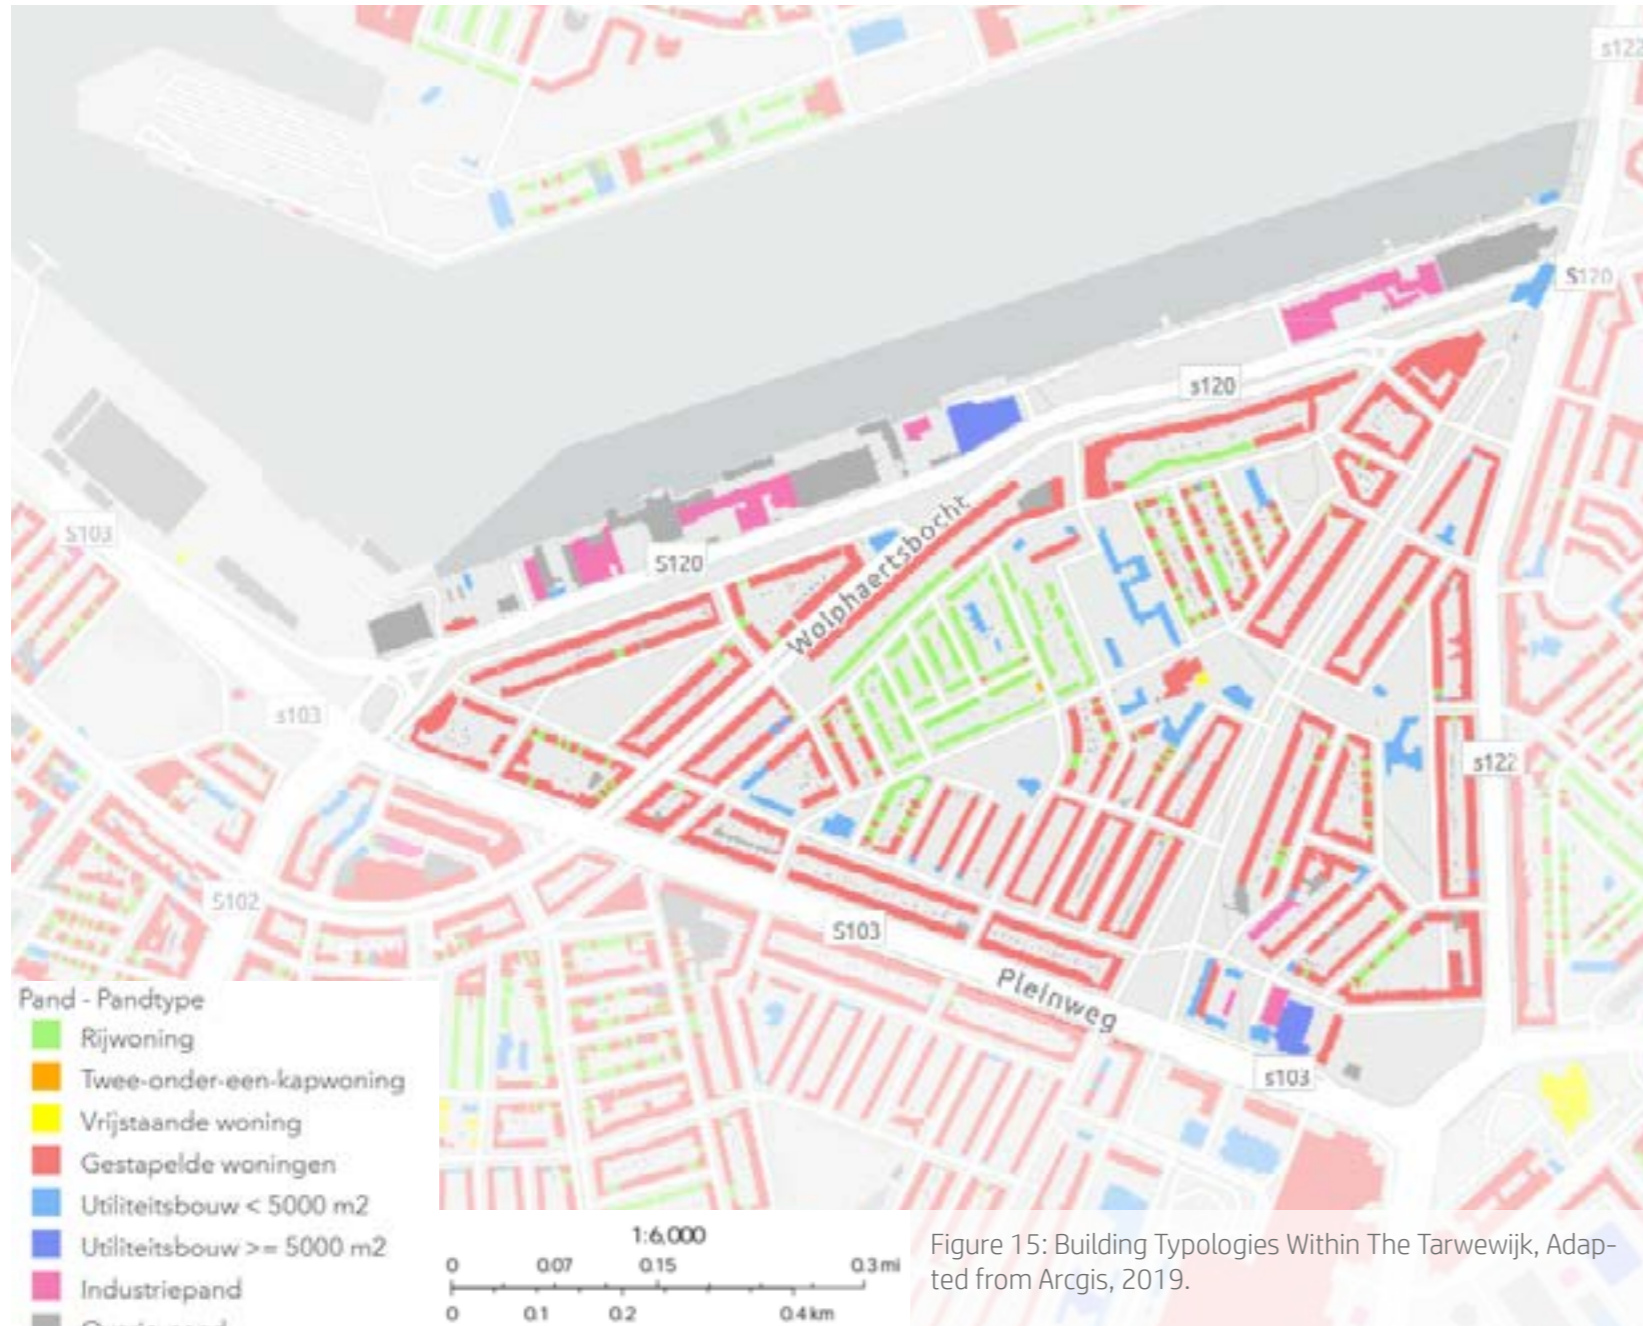 s122
S120
s120
Wolphaertsbocht
S103
S120
s103
s122
S102
S103
Pleinweg
s103
Pand - Pandtype
Rijwoning
Twee-onder-een-kapwoning
Vrijstaande woning
Gestapelde woningen
Utiliteitsbouw < 5000 m2
Utiliteitsbouw >= 5000 m2
Industriepand
1:6,000
0 0.07 0.15 0.3 mi
0 0.1 0.2 0.4 km
Figure 15: Building Typologies Within The Tarwewijk, Adap-
ted from Arcgis, 2019.